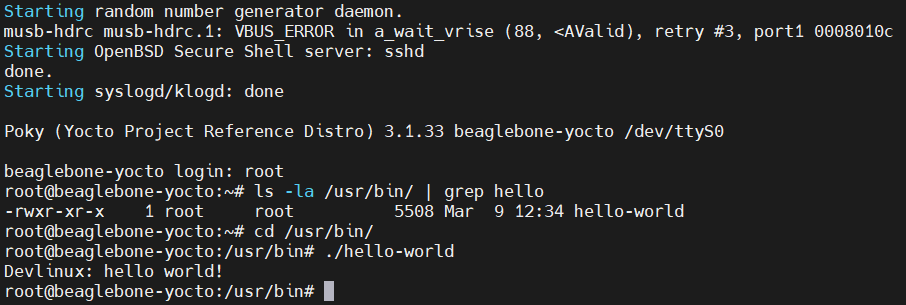 Starting random number generator daemon.
musb-hdrc musb-hdrc.1: VBUS_ERROR in a_wait_vrise (88, <AValid), retry #3, port1 0008010c
Starting OpenBSD Secure Shell server: sshd
done.
Starting syslogd/klogd: done
Poky (Yocto Project Reference Distro) 3.1.33 beaglebone-yocto /dev/ttyS0
beaglebone-yocto login: root
root@beaglebone-yocto:~# ls -la /usr/bin/ | grep hello
-rwxr-xr-x    1 root     root          5508 Mar  9 12:34 hello-world
root@beaglebone-yocto:~# cd /usr/bin/
root@beaglebone-yocto:/usr/bin# ./hello-world
Devlinux: hello world!
root@beaglebone-yocto:/usr/bin#